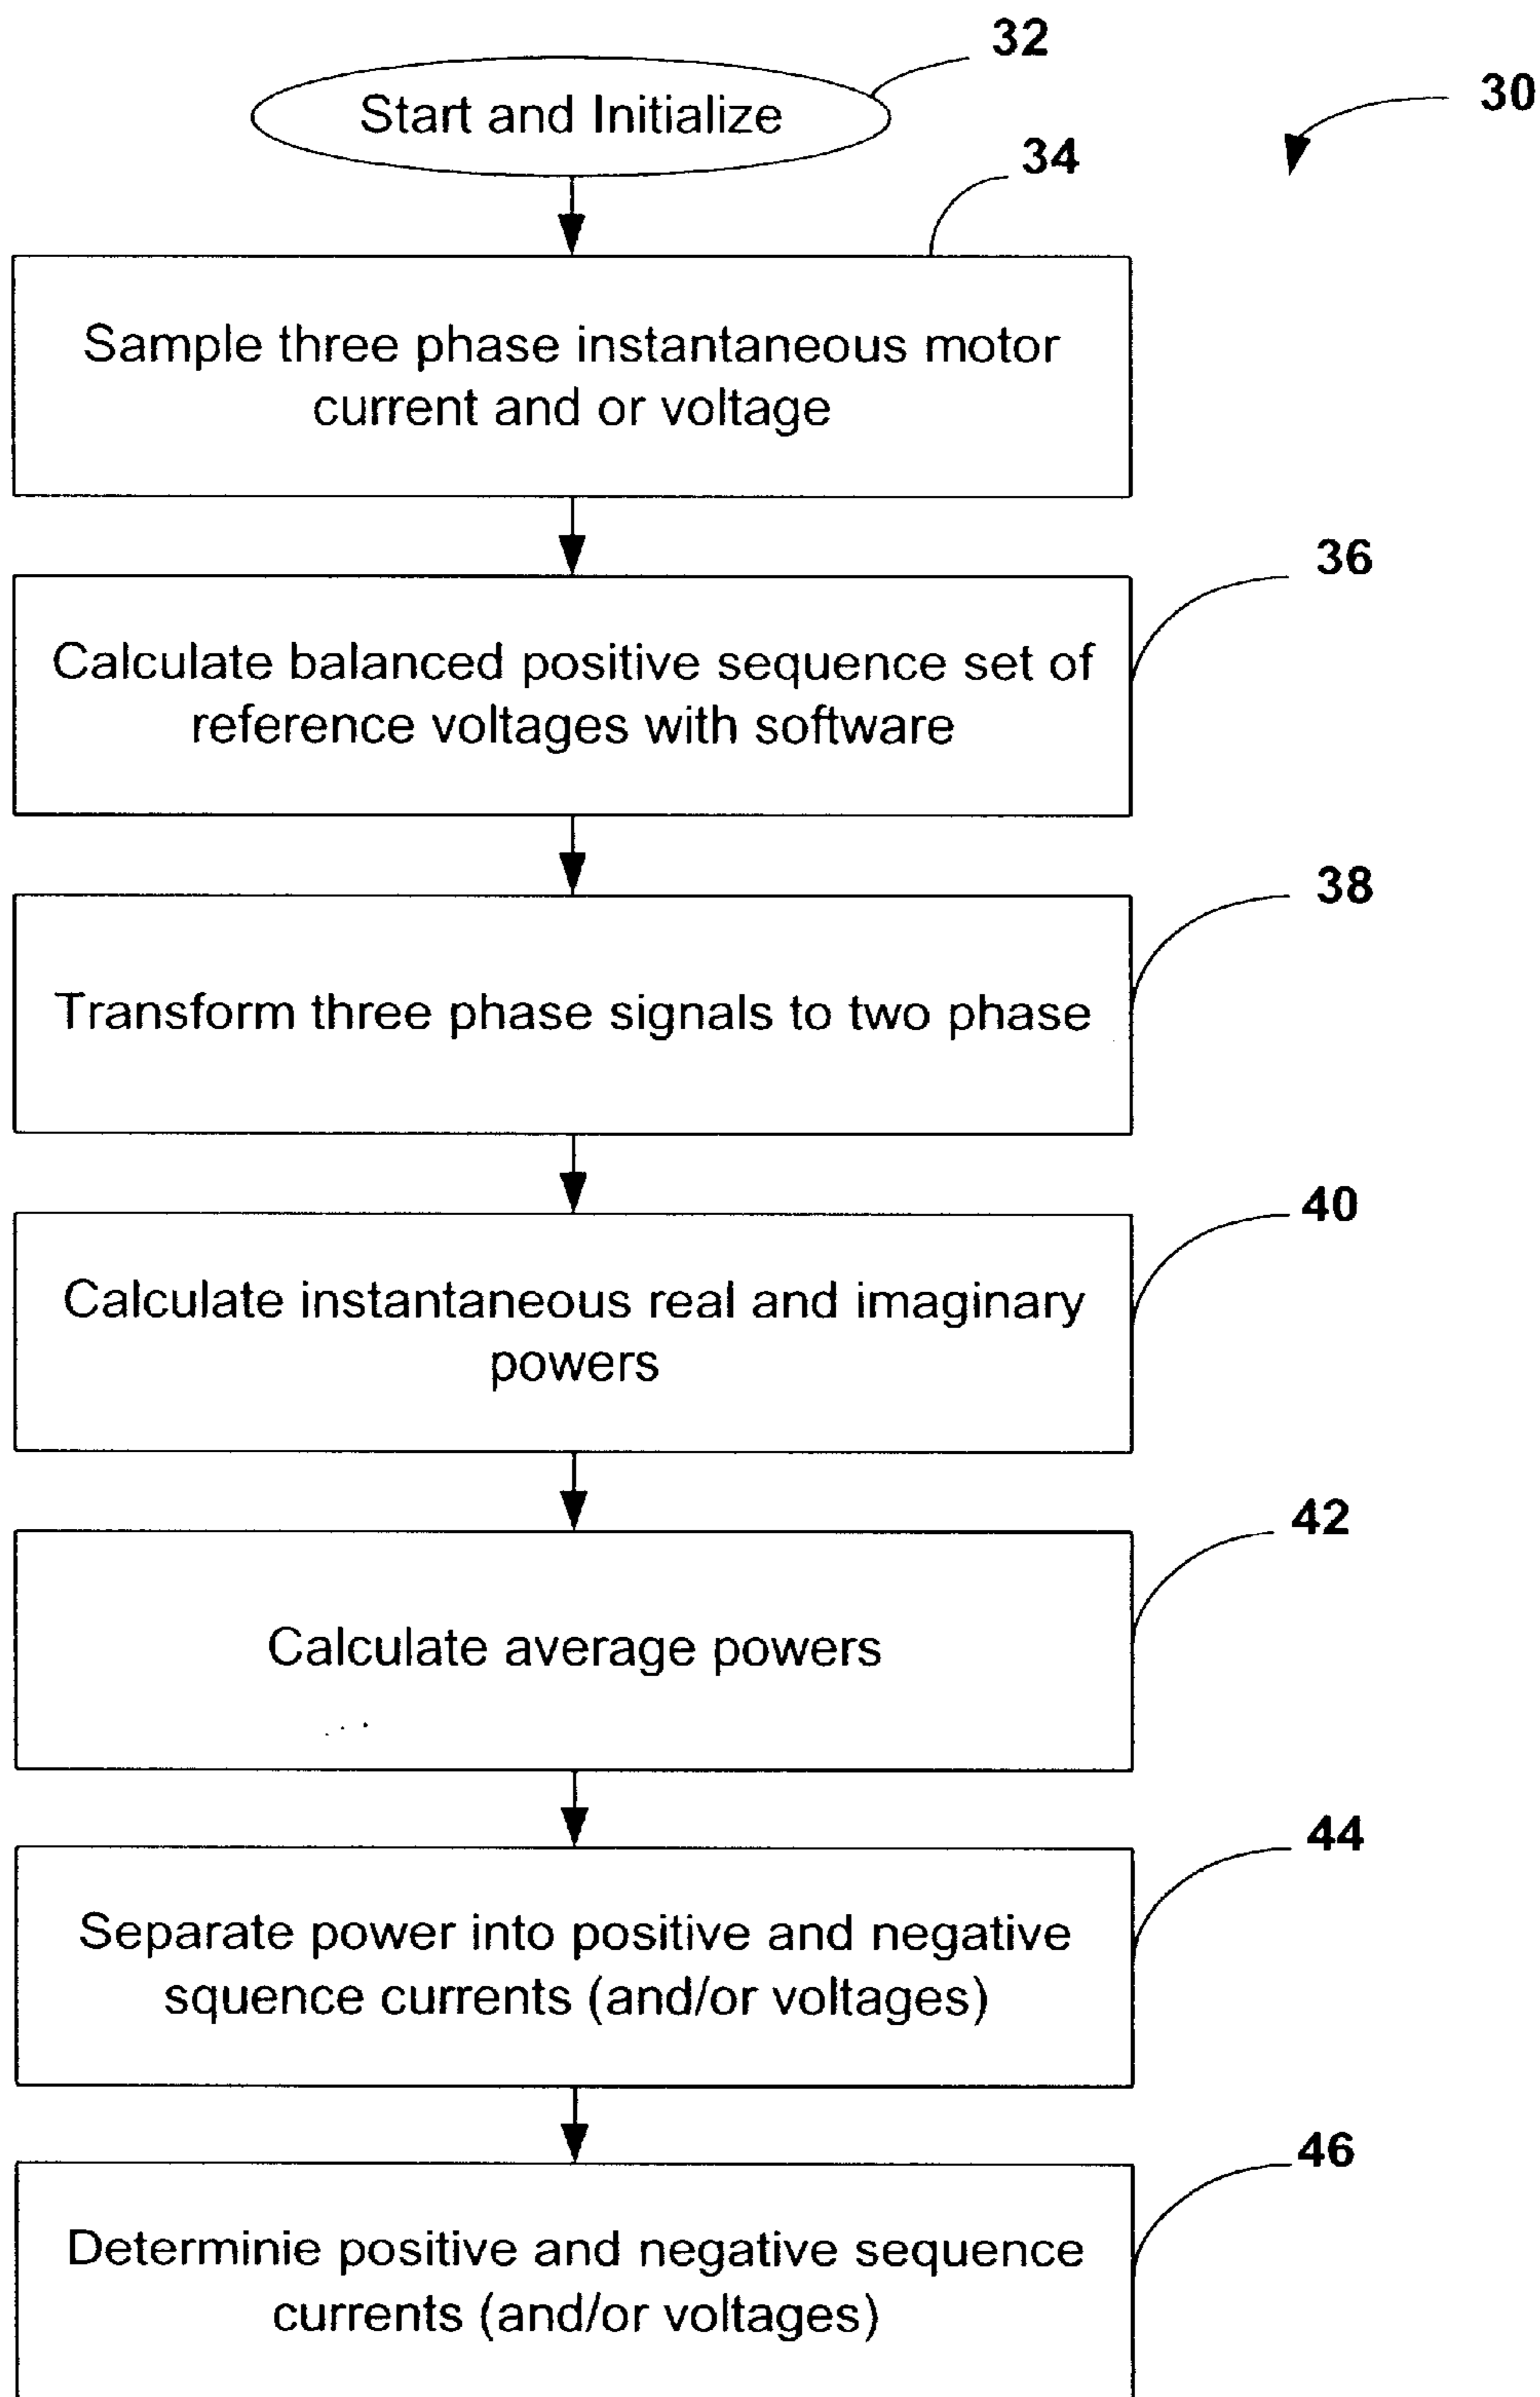 32
Start and Initialize
30
34
Sample three phase instantaneous motor
current and or voltage
36
Calculate balanced positive sequence set of
reference voltages with software
38
Transform three phase signals to two phase
40
Calculate instantaneous real and imaginary
powers
42
Calculate average powers
44
Separate power into positive and negative
squence currents (and/or voltages)
46
Determinie positive and negative sequence
currents (and/or voltages)